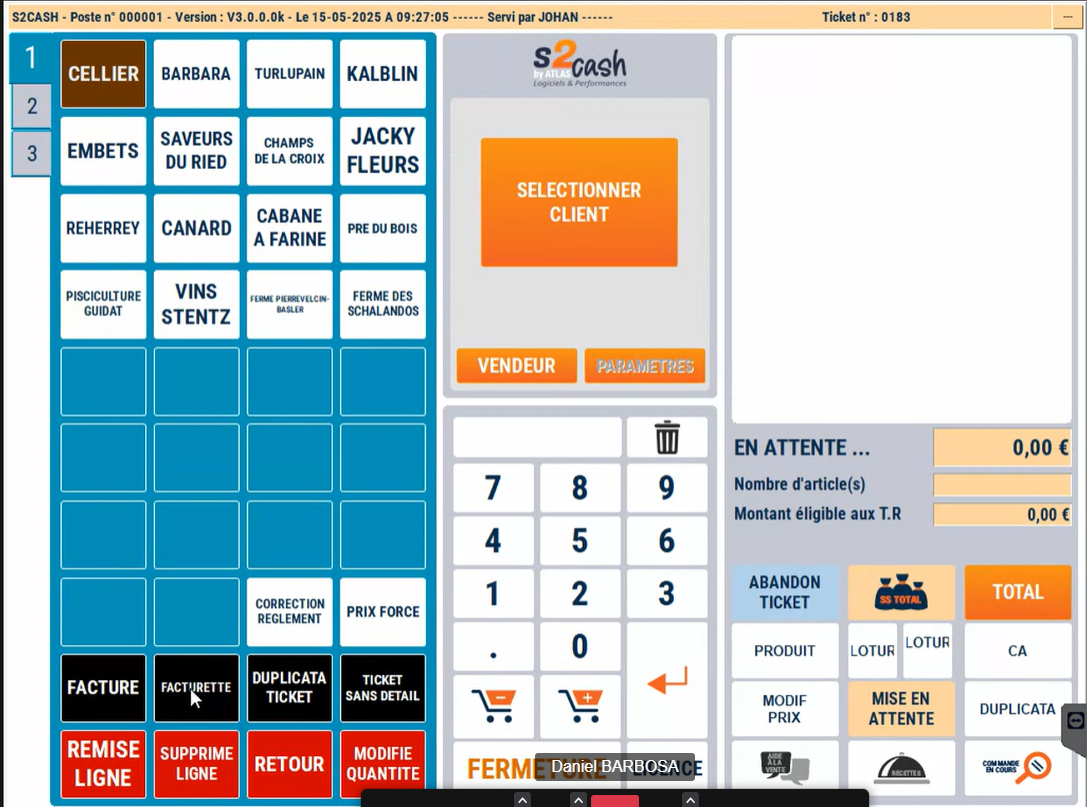 S2CASH - Poste n° 000001 - Version : V3.0.0.0k - Le 15-05-2025 A 09:27:05 ------ Servi par JOHAN ------
Ticket n° : 0183
---
1
2
3
CELLIER
BARBARA
TURLUPAIN
KALBLIN
EMBETS
SAVEURS
DU RIED
CHAMPS
DE LA CROIX
JACKY
FLEURS
REHERREY
CANARD
CABANE
A FARINE
PRE DU BOIS
PISCICULTURE
GUIDAT
VINS
STENTZ
FERME PIERREVELCIN-
BASLER
FERME DES
SCHALANDOS
CORRECTION
REGLEMENT
PRIX FORCE
FACTURE
FACTURETTE
DUPLICATA
TICKET
TICKET
SANS DETAIL
REMISE
LIGNE
SUPPRIME
LIGNE
RETOUR
MODIFIE
QUANTITE
S2cash
by ATLAS
Logiciels & Performances
SELECTIONNER
CLIENT
VENDEUR
PARAMETRES
7
8
9
4
5
6
1
2
3
.
0
FERMETURE
LICENCE
Daniel BARBOSA
EN ATTENTE ...
0,00 €
Nombre d'article(s)
Montant éligible aux T.R
0,00 €
ABANDON
TICKET
SS TOTAL
TOTAL
PRODUIT
LOTUR
LOTUR
CA
MODIF
PRIX
MISE EN
ATTENTE
DUPLICATA
AIDE
A LA
VENTE
RECETTES
COMMANDE
EN COURS